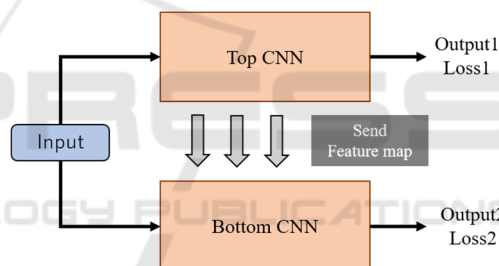 Top CNN
Output1
Loss1
Input
Send
Feature map
Bottom CNN
Output2
Loss2